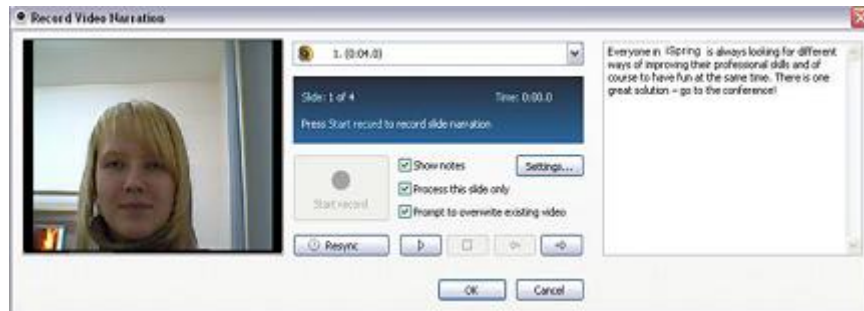 Record Video Narration
1. (0:04.0)
Slide: 1 of 4 Time: 0:00.0
Press Start record to record slide narration
Start record
Show notes
Settings...
Process this slide only
Prompt to overwrite existing video
Resync
OK Cancel
Everyone in iSpring is always looking for different
ways of improving their professional skills and of
course to have fun at the same time. There is one
great solution – go to the conference!